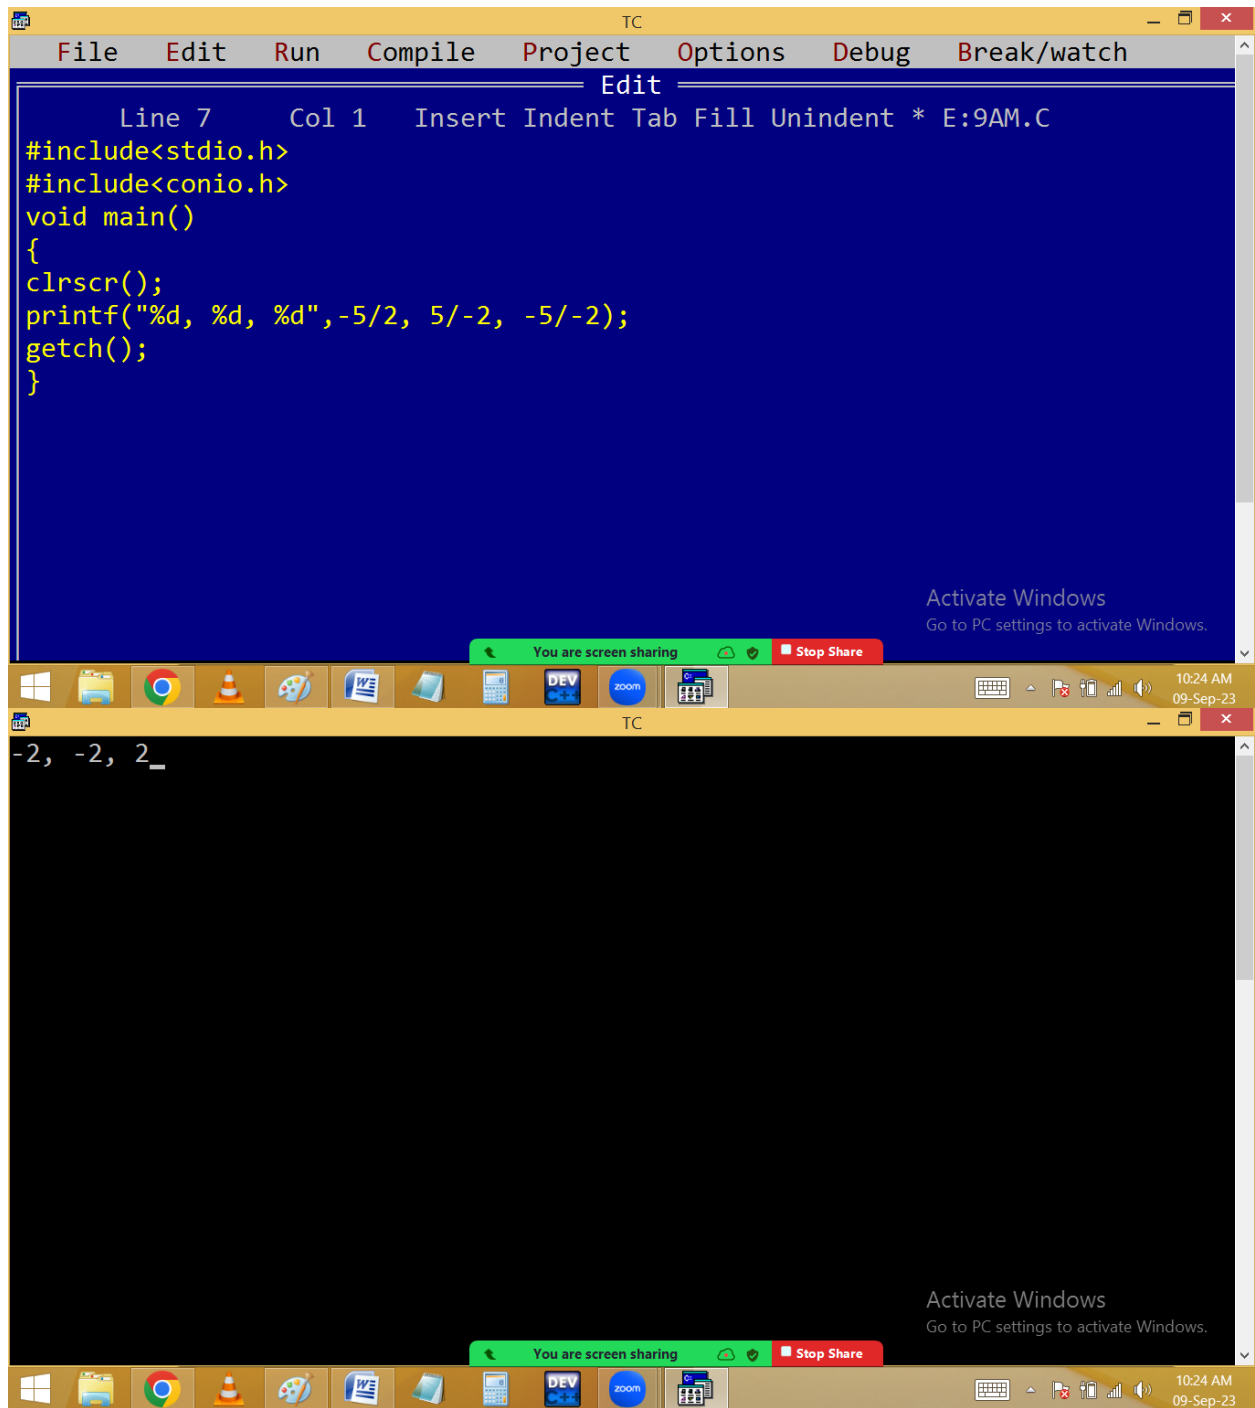 TC
File Edit Run Compile Project Options Debug Break/watch
Edit
Line 7 Col 1 Insert Indent Tab Fill Unindent * E:9AM.C
#include<stdio.h>
#include<conio.h>
void main()
{
clrscr();
printf("%d, %d, %d",-5/2, 5/-2, -5/-2);
getch();
}
Activate Windows
Go to PC settings to activate Windows.
You are screen sharing Stop Share
DEV C++ zoom 10:24 AM
09-Sep-23
TC
-2, -2, 2_
Activate Windows
Go to PC settings to activate Windows.
You are screen sharing Stop Share
DEV C++ zoom 10:24 AM
09-Sep-23